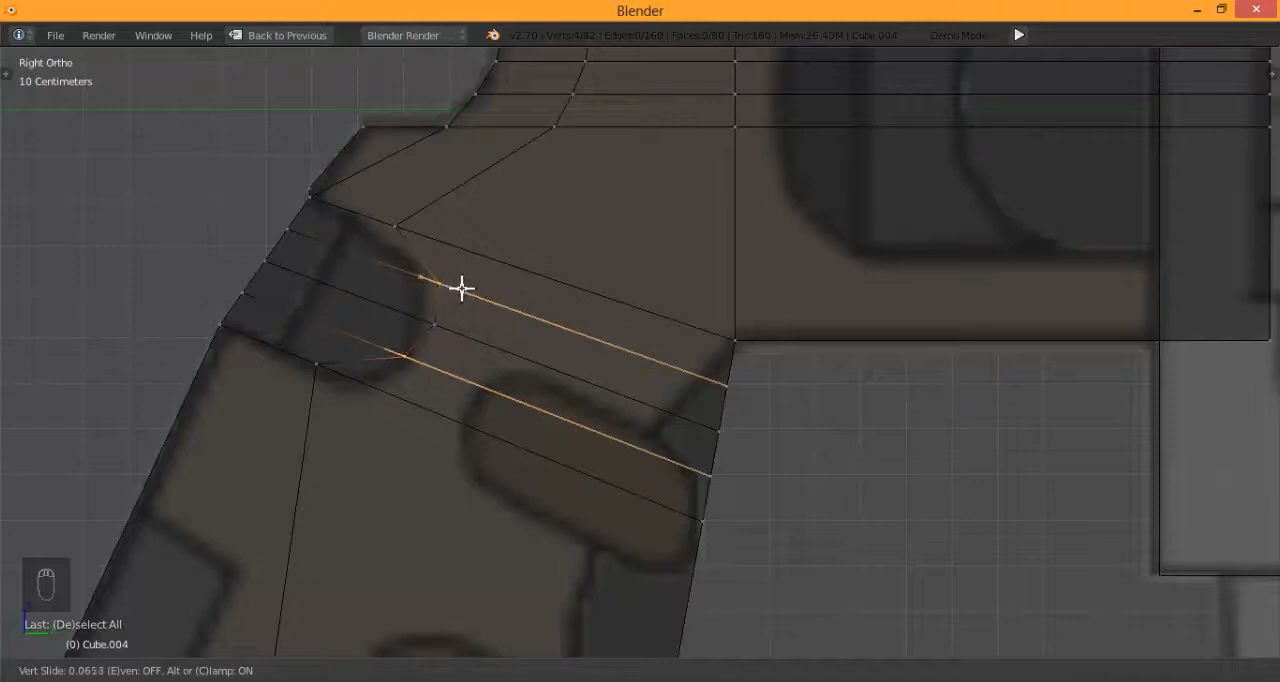 Blender
File Render Window Help Back to Previous Blender Render v2.70 | Verts:4/82 | Edges:0/160 | Faces:0/80 | Tris:160 | Mem:26.40M | Cube.004 Demo Mode
Right Ortho
10 Centimeters
Last: (De)select All
(0) Cube.004
Vert Slide: 0.0653 (E)ven: OFF, Alt or (C)lamp: ON